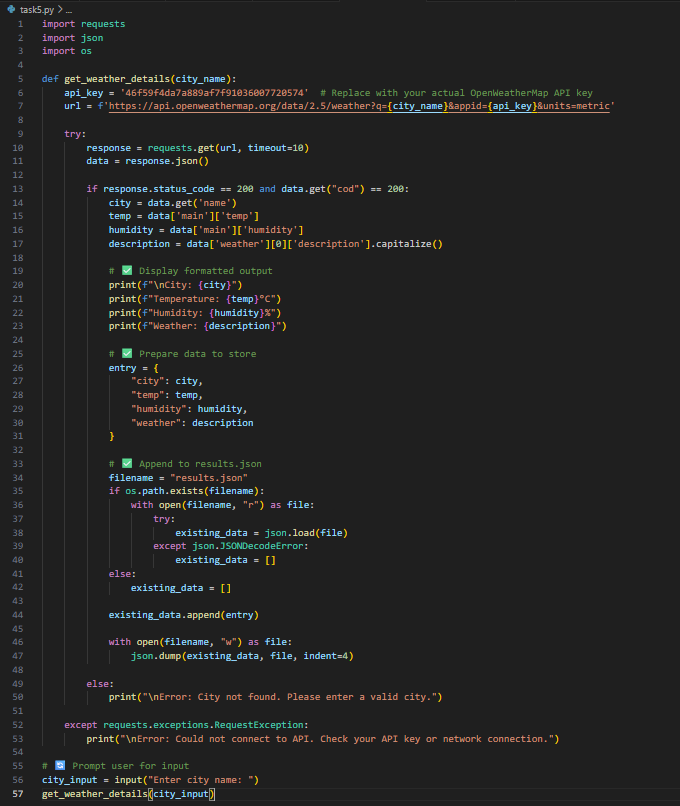 task5.py > ...
1 import requests
2 import json
3 import os
4
5 def get_weather_details(city_name):
6     api_key = '46f59f4da7a889af7f91036007720574'  # Replace with your actual OpenWeatherMap API key
7     url = f'https://api.openweathermap.org/data/2.5/weather?q={city_name}&appid={api_key}&units=metric'
8
9     try:
10         response = requests.get(url, timeout=10)
11         data = response.json()
12
13         if response.status_code == 200 and data.get("cod") == 200:
14             city = data.get('name')
15             temp = data['main']['temp']
16             humidity = data['main']['humidity']
17             description = data['weather'][0]['description'].capitalize()
18
19             # ✅ Display formatted output
20             print(f"\nCity: {city}")
21             print(f"Temperature: {temp}°C")
22             print(f"Humidity: {humidity}%")
23             print(f"Weather: {description}")
24
25             # ✅ Prepare data to store
26             entry = {
27                 "city": city,
28                 "temp": temp,
29                 "humidity": humidity,
30                 "weather": description
31             }
32
33             # ✅ Append to results.json
34             filename = "results.json"
35             if os.path.exists(filename):
36                 with open(filename, "r") as file:
37                     try:
38                         existing_data = json.load(file)
39                     except json.JSONDecodeError:
40                         existing_data = []
41             else:
42                 existing_data = []
43
44             existing_data.append(entry)
45
46             with open(filename, "w") as file:
47                 json.dump(existing_data, file, indent=4)
48
49         else:
50             print("\nError: City not found. Please enter a valid city.")
51
52     except requests.exceptions.RequestException:
53         print("\nError: Could not connect to API. Check your API key or network connection.")
54
55 # 🔄 Prompt user for input
56 city_input = input("Enter city name: ")
57 get_weather_details(city_input)